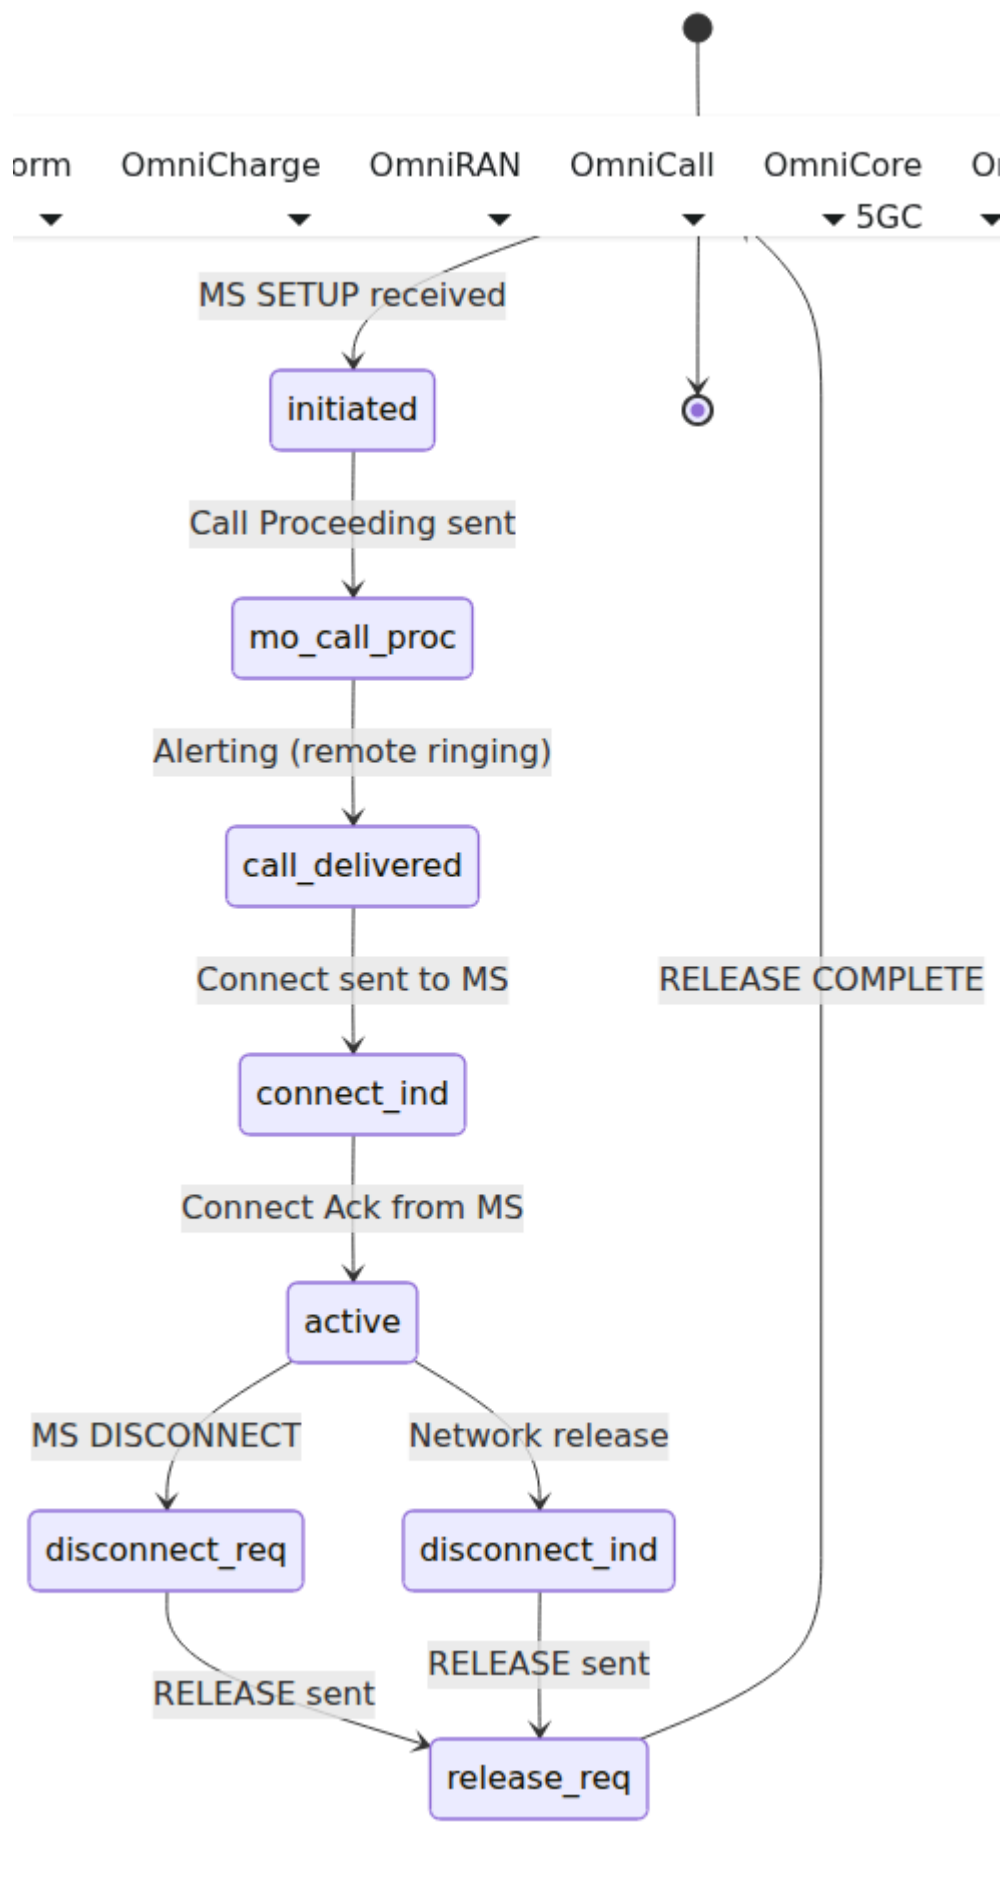 OmniCharge OmniRAN OmniCall OmniCore
5GC
MS SETUP received
initiated
Call Proceeding sent
mo_call_proc
Alerting (remote ringing)
call_delivered
Connect sent to MS
RELEASE COMPLETE
connect_ind
Connect Ack from MS
active
MS DISCONNECT
Network release
disconnect_req
disconnect_ind
RELEASE sent
RELEASE sent
release_req